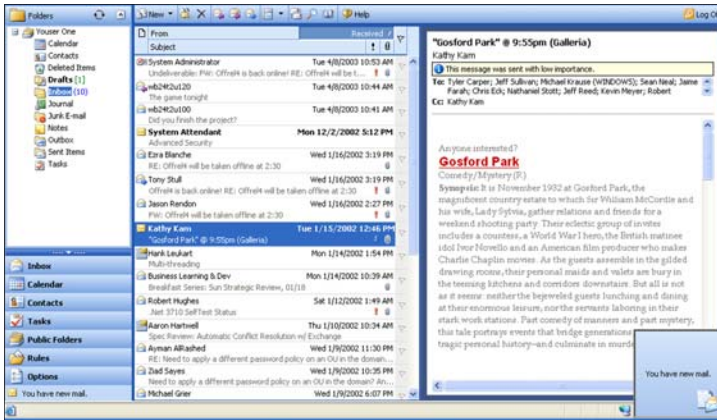 Folders
New
Help
Log O
Youser One
Calendar
Contacts
Deleted Items
Drafts [1]
Inbox (10)
Journal
Junk E-mail
Notes
Outbox
Sent Items
Tasks
Inbox
Calendar
Contacts
Tasks
Public Folders
Rules
Options
You have new mail.
From Received
Subject
System Administrator Tue 4/8/2003 10:53 AM
Undeliverable: FW: Offrel4 is back online! RE: Offrel4 will be t...
wb24t2u120 Tue 4/8/2003 10:44 AM
The game tonight
wb24t2u100 Tue 4/8/2003 10:41 AM
Did you finish the project?
System Attendant Mon 12/2/2002 5:12 PM
Advanced Security
Ezra Blanche Wed 1/16/2002 3:19 PM
RE: Offrel4 will be taken offline at 2:30
Tony Stull Wed 1/16/2002 3:19 PM
Offrel4 is back online! RE: Offrel4 will be taken offline at 2:30
Jason Rendon Wed 1/16/2002 2:27 PM
FW: Offrel4 will be taken offline at 2:30
Kathy Kam Tue 1/15/2002 12:46 PM
"Gosford Park" @ 9:55pm (Galleria)
Hank Leukart Mon 1/14/2002 1:54 PM
Multi-threading
Business Learning & Dev Mon 1/14/2002 10:39 AM
Breakfast Series: Sun Strategic Review, 01/18
Robert Hughes Sat 1/12/2002 1:49 AM
.Net 3710 SelfTest Status
Aaron Hartwell Thu 1/10/2002 10:34 AM
Spec Review: Automatic Conflict Resolution w/ Exchange
Ayman AlRashed Wed 1/9/2002 11:30 PM
RE: Need to apply a different password policy on an OU in the domain...
Ziad Sayes Wed 1/9/2002 10:35 PM
Need to apply a different password policy on an OU in the domain? An...
Michael Grier Wed 1/9/2002 6:07 PM
"Gosford Park" @ 9:55pm (Galleria)
Kathy Kam
This message was sent with low importance.
To: Tyler Carper; Jeff Sullivan; Michael Krause (WINDOWS); Sean Neal; Jaime
Farah; Chris Eck; Nathaniel Stott; Jeff Reed; Kevin Meyer; Robert
Cc: Kathy Kam
Anyone interested?
Gosford Park
Comedy/Mystery(R)
Synopsis: It is November 1932 at Gosford Park, the
magnificent country estate to which Sir William McCordle and
his wife, Lady Sylvia, gather relations and friends for a
weekend shooting party. Their eclectic group of invites
includes a countess, a World War I hero, the British matinee
idol Ivor Novello and an American film producer who makes
Charlie Chaplin movies. As the guests assemble in the gilded
drawing rooms, their personal maids and valets are busy in
the teeming kitchens and corridors downstairs. But all is not
as it seems: neither the bejeweled guests lunching and dining
at their enormous leisure, nor the servants laboring in their
stark work stations. Part comedy of manners and part mystery,
this tale portrays events that bridge generations
tragic personal history–and culminate in murde
You have new mail.